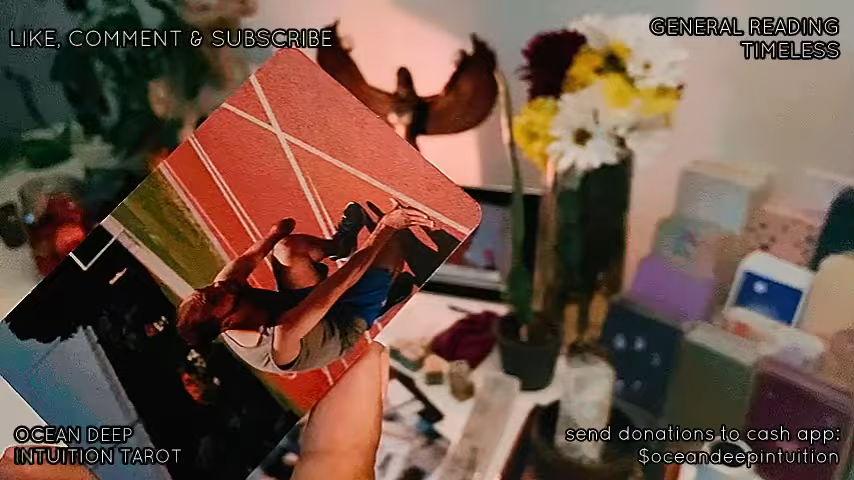 LIKE, COMMENT & SUBSCRIBE
GENERAL READING
TIMELESS
OCEAN DEEP
INTUITION TAROT
send donations to cash app:
$oceandeepintuition